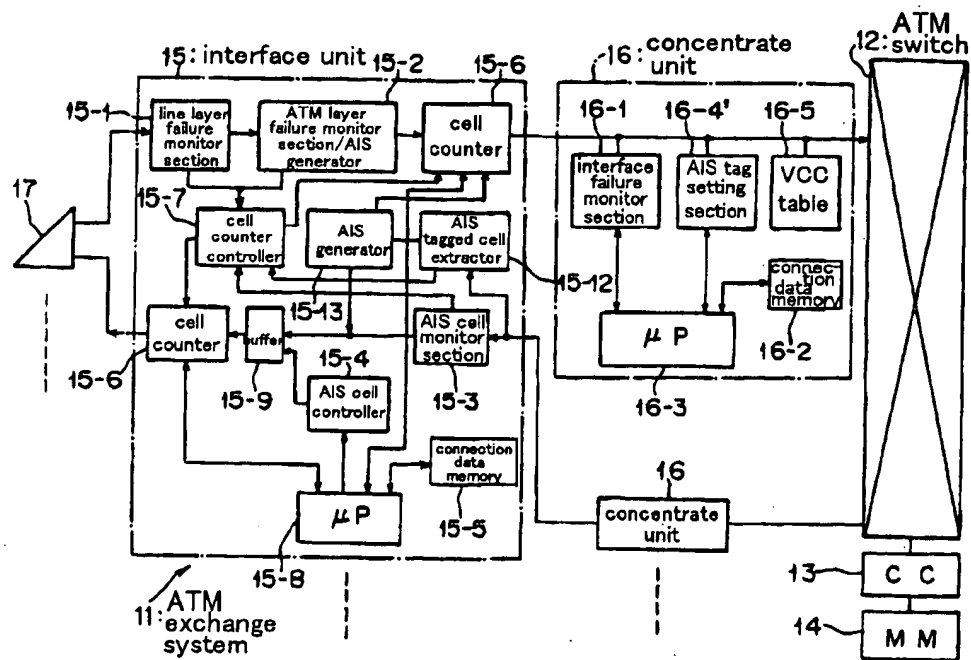 ATM
12: switch
15: interface unit
15-2
15-6
16: concentrate
unit
15-1
line layer
failure
monitor
section
ATM layer
failure monitor
section/AIS
generator
cell
counter
16-1
16-4'
16-5
interface
failure
monitor
section
AIS tag
setting
section
VCC
table
17
15-7
cell
counter
controller
AIS
generator
AIS
tagged cell
extractor
15-12
15-13
connection
data
memory
16-2
μP
16-3
cell
counter
15-6
buffer
15-9
15-4
AIS cell
controller
AIS cell
monitor
section
15-3
connection
data
memory
15-5
μP
15-8
16
concentrate
unit
13
CC
14
MM
11: ATM
exchange
system